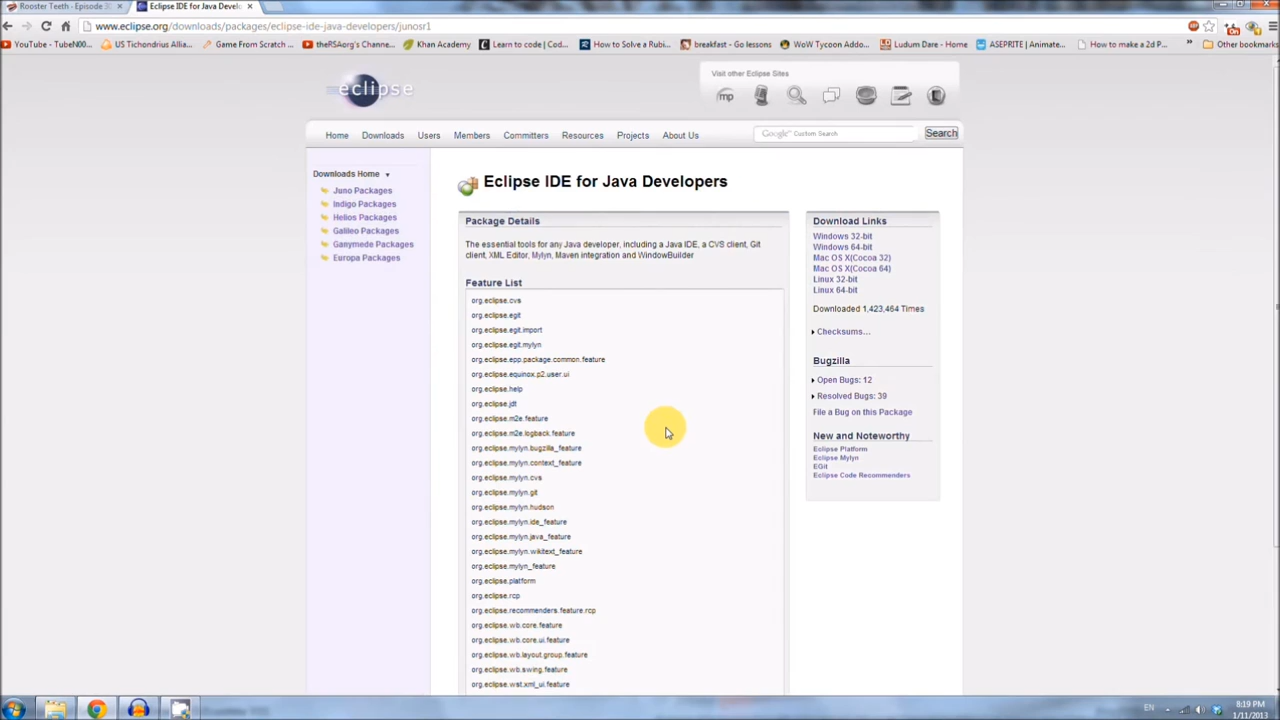 Rooster Teeth - Episode 30
Eclipse IDE for Java Develo
www.eclipse.org/downloads/packages/eclipse-ide-java-developers/junosr1
YouTube - TubeN00...
US Tichondrius Allia...
Game From Scratch ...
theRSAorg's Channe...
Khan Academy
Learn to code | Cod...
How to Solve a Rubi...
breakfast - Go lessons
WoW Tycoon Addo...
Ludum Dare - Home
ASEPRITE | Animate...
How to make a 2d P...
»
Other bookmarks
eclipse
Visit other Eclipse Sites
mp
Home
Downloads
Users
Members
Committers
Resources
Projects
About Us
Google™ Custom Search
Search
Downloads Home
Juno Packages
Indigo Packages
Helios Packages
Galileo Packages
Ganymede Packages
Europa Packages
Eclipse IDE for Java Developers
Package Details
The essential tools for any Java developer, including a Java IDE, a CVS client, Git
client, XML Editor, Mylyn, Maven integration and WindowBuilder
Feature List
org.eclipse.cvs
org.eclipse.egit
org.eclipse.egit.import
org.eclipse.egit.mylyn
org.eclipse.epp.package.common.feature
org.eclipse.equinox.p2.user.ui
org.eclipse.help
org.eclipse.jdt
org.eclipse.m2e.feature
org.eclipse.m2e.logback.feature
org.eclipse.mylyn.bugzilla_feature
org.eclipse.mylyn.context_feature
org.eclipse.mylyn.cvs
org.eclipse.mylyn.git
org.eclipse.mylyn.hudson
org.eclipse.mylyn.ide_feature
org.eclipse.mylyn.java_feature
org.eclipse.mylyn.wikitext_feature
org.eclipse.mylyn_feature
org.eclipse.platform
org.eclipse.rcp
org.eclipse.recommenders.feature.rcp
org.eclipse.wb.core.feature
org.eclipse.wb.core.ui.feature
org.eclipse.wb.layout.group.feature
org.eclipse.wb.swing.feature
org.eclipse.wst.xml_ui.feature
Download Links
Windows 32-bit
Windows 64-bit
Mac OS X(Cocoa 32)
Mac OS X(Cocoa 64)
Linux 32-bit
Linux 64-bit
Downloaded 1,423,464 Times
Checksums...
Bugzilla
Open Bugs: 12
Resolved Bugs: 39
File a Bug on this Package
New and Noteworthy
Eclipse Platform
Eclipse Mylyn
EGit
Eclipse Code Recommenders
EN
8:19 PM
1/11/2013